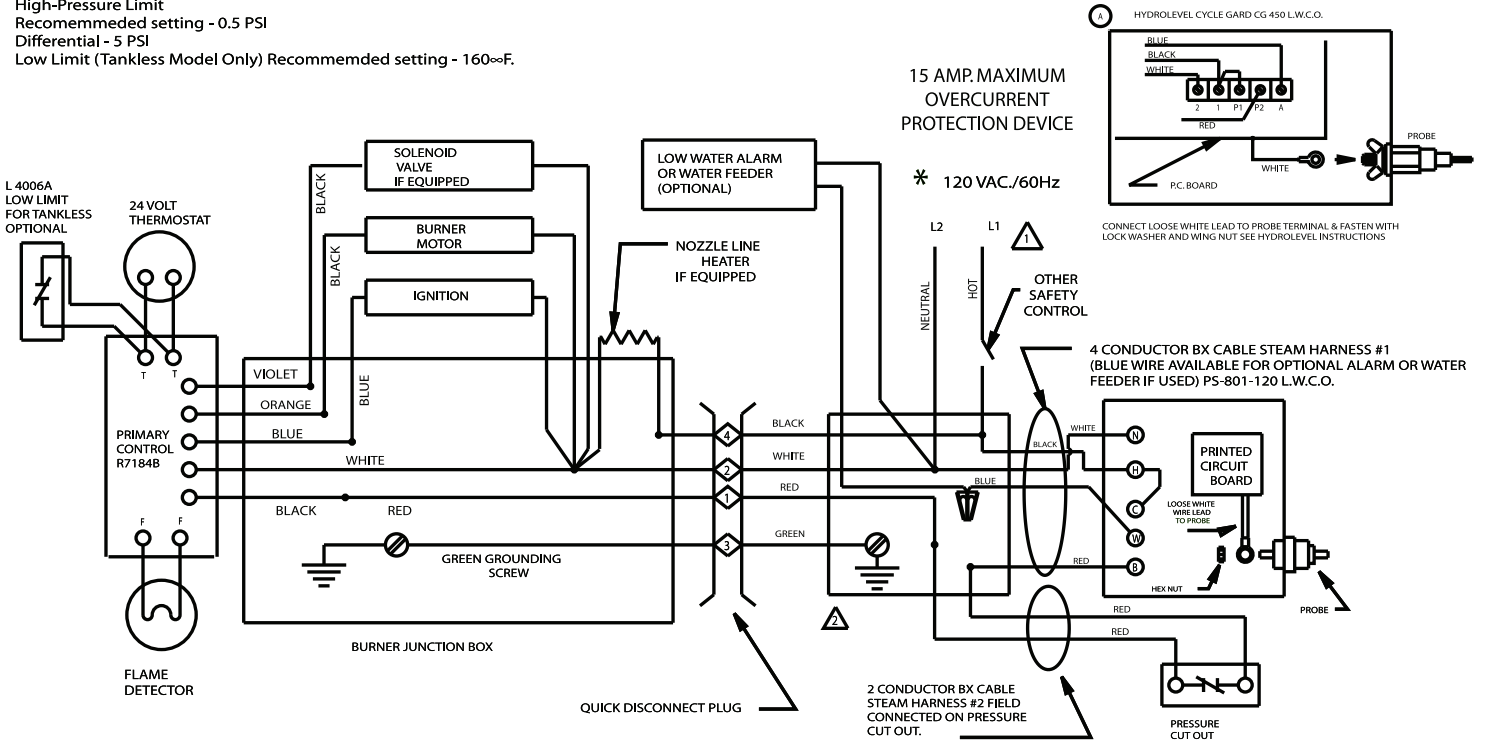 High-Pressure Limit
Recomemmeded setting - 0.5 PSI
Differential - 5 PSI
Low Limit (Tankless Model Only) Recommemded setting - 160∞F.
A
HYDROLEVEL CYCLE GARD CG 450 L.W.C.O.
BLUE
BLACK
WHITE
2 1 P1 P2 A
RED
PROBE
WHITE
P.C. BOARD
CONNECT LOOSE WHITE LEAD TO PROBE TERMINAL & FASTEN WITH
LOCK WASHER AND WING NUT SEE HYDROLEVEL INSTRUCTIONS
15 AMP. MAXIMUM
OVERCURRENT
PROTECTION DEVICE
* 120 VAC./60Hz
L2 L1
1
NEUTRAL
HOT
OTHER
SAFETY
CONTROL
L 4006A
LOW LIMIT
FOR TANKLESS
OPTIONAL
24 VOLT
THERMOSTAT
SOLENOID
VALVE
IF EQUIPPED
BLACK
BURNER
MOTOR
BLACK
IGNITION
BLUE
LOW WATER ALARM
OR WATER FEEDER
(OPTIONAL)
NOZZLE LINE
HEATER
IF EQUIPPED
T T
VIOLET
ORANGE
BLUE
WHITE
BLACK RED
PRIMARY
CONTROL
R7184B
F F
GREEN GROUNDING
SCREW
BURNER JUNCTION BOX
FLAME
DETECTOR
4
2
1
3
BLACK
WHITE
RED
GREEN
QUICK DISCONNECT PLUG
2
4 CONDUCTOR BX CABLE STEAM HARNESS #1
(BLUE WIRE AVAILABLE FOR OPTIONAL ALARM OR WATER
FEEDER IF USED) PS-801-120 L.W.C.O.
WHITE
BLACK
BLUE
RED
N
H
C
W
B
PRINTED
CIRCUIT
BOARD
LOOSE WHITE
WIRE LEAD
TO PROBE
HEX NUT
PROBE
RED
RED
2 CONDUCTOR BX CABLE
STEAM HARNESS #2 FIELD
CONNECTED ON PRESSURE
CUT OUT.
PRESSURE
CUT OUT